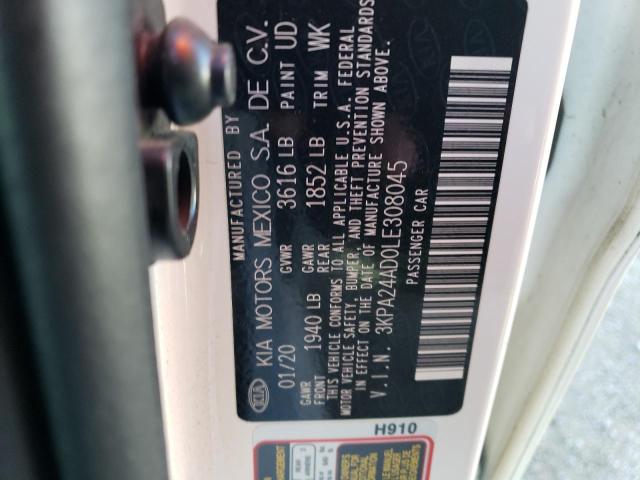 MANUFACTURED BY
KIA KIA MOTORS MEXICO S.A. DE C.V.
01/20 GVWR 3616 LB PAINT UD
GAWR FRONT 1940 LB GAWR REAR 1852 LB TRIM WK
THIS VEHICLE CONFORMS TO ALL APPLICABLE U.S.A. FEDERAL
MOTOR VEHICLE SAFETY, BUMPER, AND THEFT PREVENTION STANDARDS
IN EFFECT ON THE DATE OF MANUFACTURE SHOWN ABOVE.
V.I.N. 3KPA24AD0LE308045
PASSENGER CAR
H910